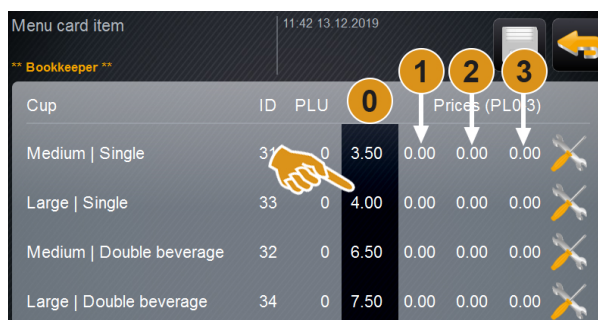 Menu card item
11:42 13.12.2019
** Bookkeeper **
1 2 3
Cup ID PLU 0 Prices (PL0-3)
Medium | Single 31 0 3.50 0.00 0.00 0.00
Large | Single 33 0 4.00 0.00 0.00 0.00
Medium | Double beverage 32 0 6.50 0.00 0.00 0.00
Large | Double beverage 34 0 7.50 0.00 0.00 0.00